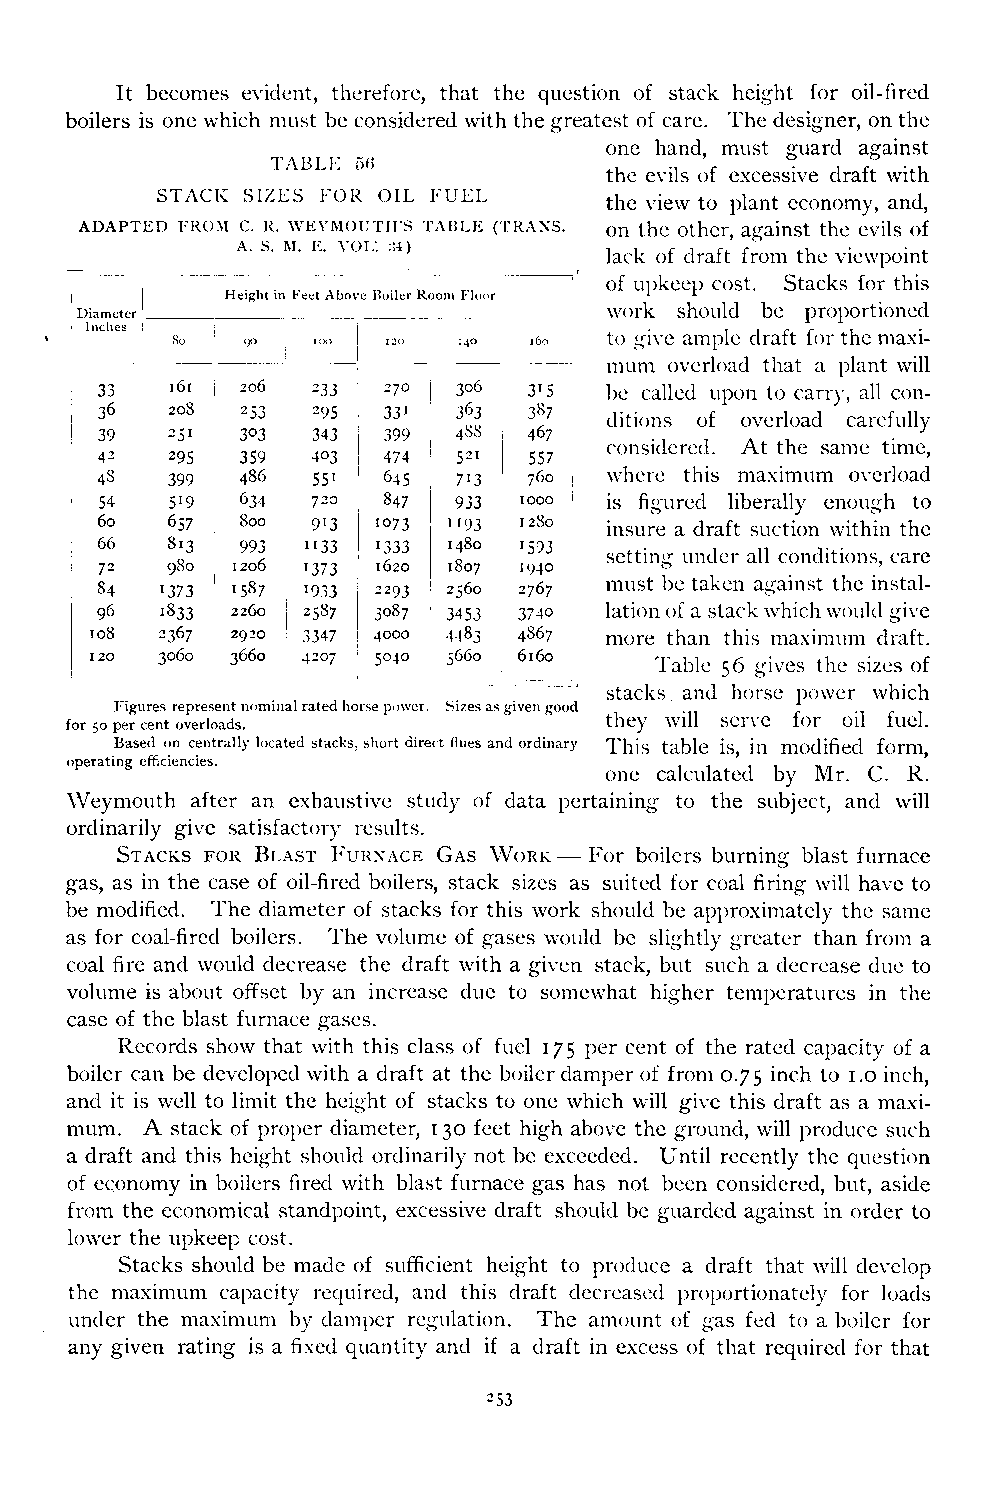 It becomes evident, therefore, that the question of stack height for oil-fired
boilers is one which must be considered with the greatest of care. The designer, on the
one hand, must guard against
the evils of excessive draft with
the view to plant economy, and,
on the other, against the evils of
lack of draft from the viewpoint
of upkeep cost. Stacks for this
work should be proportioned
to give ample draft for the maxi-
mum overload that a plant will
be called upon to carry, all con-
ditions of overload carefully
considered. At the same time,
where this maximum overload
is figured liberally enough to
insure a draft suction within the
setting under all conditions, care
must be taken against the instal-
lation of a stack which would give
more than this maximum draft.
Table 56 gives the sizes of
stacks and horse power which
they will serve for oil fuel.
This table is, in modified form,
one calculated by Mr. C. R.
TABLE 56
STACK SIZES FOR OIL FUEL
ADAPTED FROM C. R. WEYMOUTH'S TABLE (TRANS.
A. S. M. E. VOL. 34)
Height in Feet Above Boiler Room Floor
Diameter
Inches
80 90 100 120 140 160
33 161 206 233 270 306 315
36 208 253 295 331 363 387
39 251 303 343 399 488 467
42 295 359 403 474 521 557
48 399 486 551 645 713 760
54 519 634 720 847 933 1000
60 657 800 913 1073 1193 1280
66 813 993 1133 1333 1480 1593
72 980 1206 1373 1620 1807 1940
84 1373 1587 1933 2293 2560 2767
96 1833 2260 2587 3087 3453 3740
108 2367 2920 3347 4000 4483 4867
120 3060 3660 4207 5040 5660 6160
Figures represent nominal rated horse power. Sizes as given good
for 50 per cent overloads.
Based on centrally located stacks, short direct flues and ordinary
operating efficiencies.
Weymouth after an exhaustive study of data pertaining to the subject, and will
ordinarily give satisfactory results.
STACKS FOR BLAST FURNACE GAS WORK — For boilers burning blast furnace
gas, as in the case of oil-fired boilers, stack sizes as suited for coal firing will have to
be modified. The diameter of stacks for this work should be approximately the same
as for coal-fired boilers. The volume of gases would be slightly greater than from a
coal fire and would decrease the draft with a given stack, but such a decrease due to
volume is about offset by an increase due to somewhat higher temperatures in the
case of the blast furnace gases.
Records show that with this class of fuel 175 per cent of the rated capacity of a
boiler can be developed with a draft at the boiler damper of from 0.75 inch to 1.0 inch,
and it is well to limit the height of stacks to one which will give this draft as a maxi-
mum. A stack of proper diameter, 130 feet high above the ground, will produce such
a draft and this height should ordinarily not be exceeded. Until recently the question
of economy in boilers fired with blast furnace gas has not been considered, but, aside
from the economical standpoint, excessive draft should be guarded against in order to
lower the upkeep cost.
Stacks should be made of sufficient height to produce a draft that will develop
the maximum capacity required, and this draft decreased proportionately for loads
under the maximum by damper regulation. The amount of gas fed to a boiler for
any given rating is a fixed quantity and if a draft in excess of that required for that
253